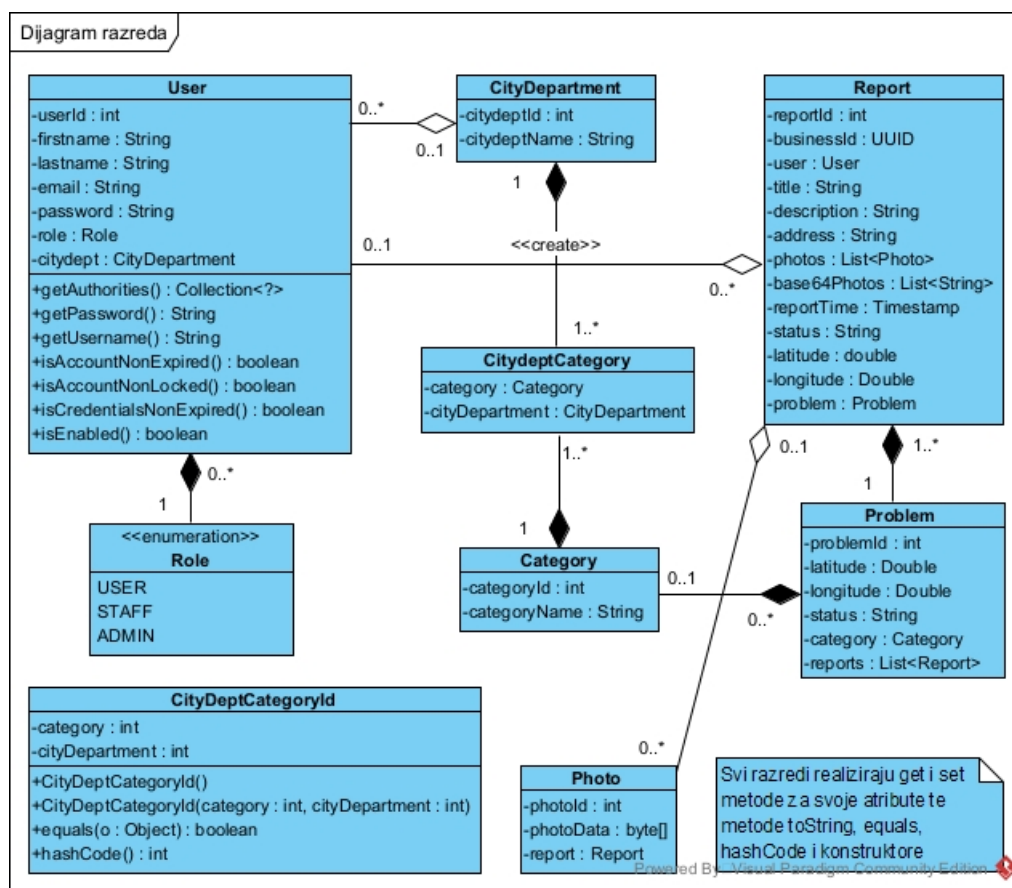 Dijagram razreda
User
-userId : int
-firstname : String
-lastname : String
-email : String
-password : String
-role : Role
-citydept : CityDepartment
+getAuthorities() : Collection<?>
+getPassword() : String
+getUsername() : String
+isAccountNonExpired() : boolean
+isAccountNonLocked() : boolean
+isCredentialsNonExpired() : boolean
+isEnabled() : boolean
0..*
0..1
CityDepartment
-citydeptId : int
-citydeptName : String
1
<<create>>
0..1
0..*
1..*
Report
-reportId : int
-businessId : UUID
-user : User
-title : String
-description : String
-address : String
-photos : List<Photo>
-base64Photos : List<String>
-reportTime : Timestamp
-status : String
-latitude : double
-longitude : Double
-problem : Problem
CitydeptCategory
-category : Category
-cityDepartment : CityDepartment
1..*
1
0..*
1
<<enumeration>>
Role
USER
STAFF
ADMIN
Category
-categoryId : int
-categoryName : String
0..1
0..*
0..1
1..*
1
Problem
-problemId : int
-latitude : Double
-longitude : Double
-status : String
-category : Category
-reports : List<Report>
CityDeptCategoryId
-category : int
-cityDepartment : int
+CityDeptCategoryId()
+CityDeptCategoryId(category : int, cityDepartment : int)
+equals(o : Object) : boolean
+hashCode() : int
0..*
Photo
-photoId : int
-photoData : byte[]
-report : Report
Svi razredi realiziraju get i set
metode za svoje atribute te
metode toString, equals,
hashCode i konstruktore
Powered By Visual Paradigm Community Edition